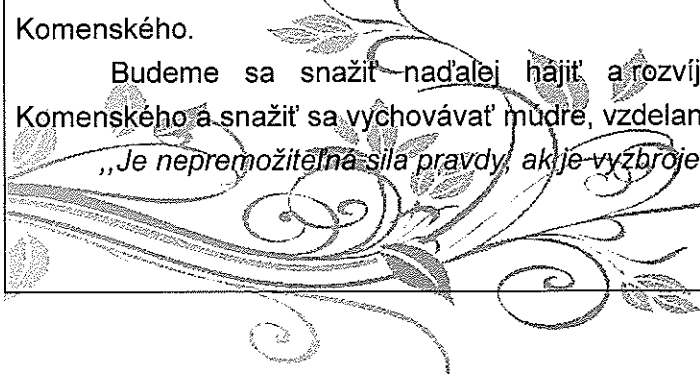 Komenského.
Budeme sa snažiť naďalej hájiť a rozvíj
Komenského a snažiť sa vychovávať múdre, vzdelan
,,Je nepremožiteľná sila pravdy, ak je vyzbroje